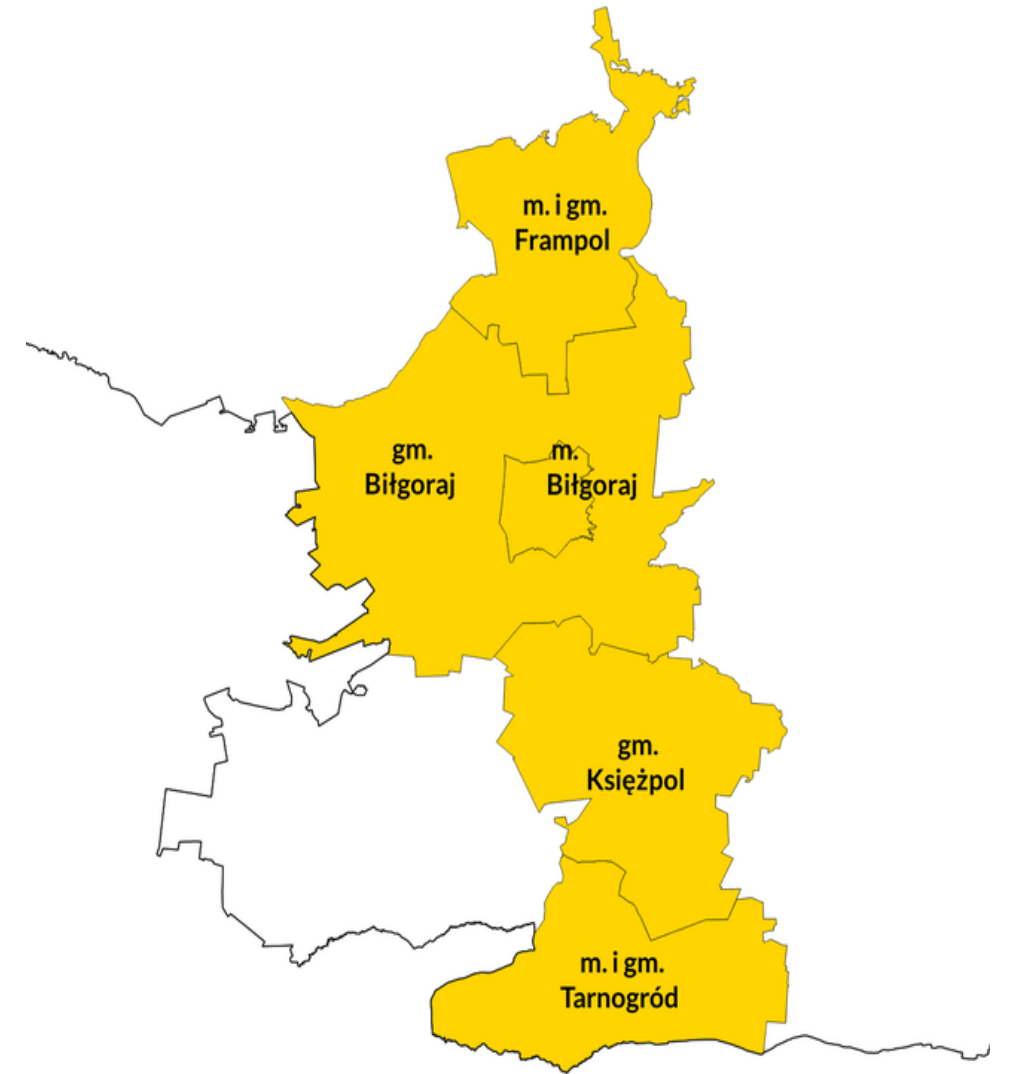 m. i gm.
Frampol
gm.
Biłgoraj
m.
Biłgoraj
gm.
Księżpol
m. i gm.
Tarnogród